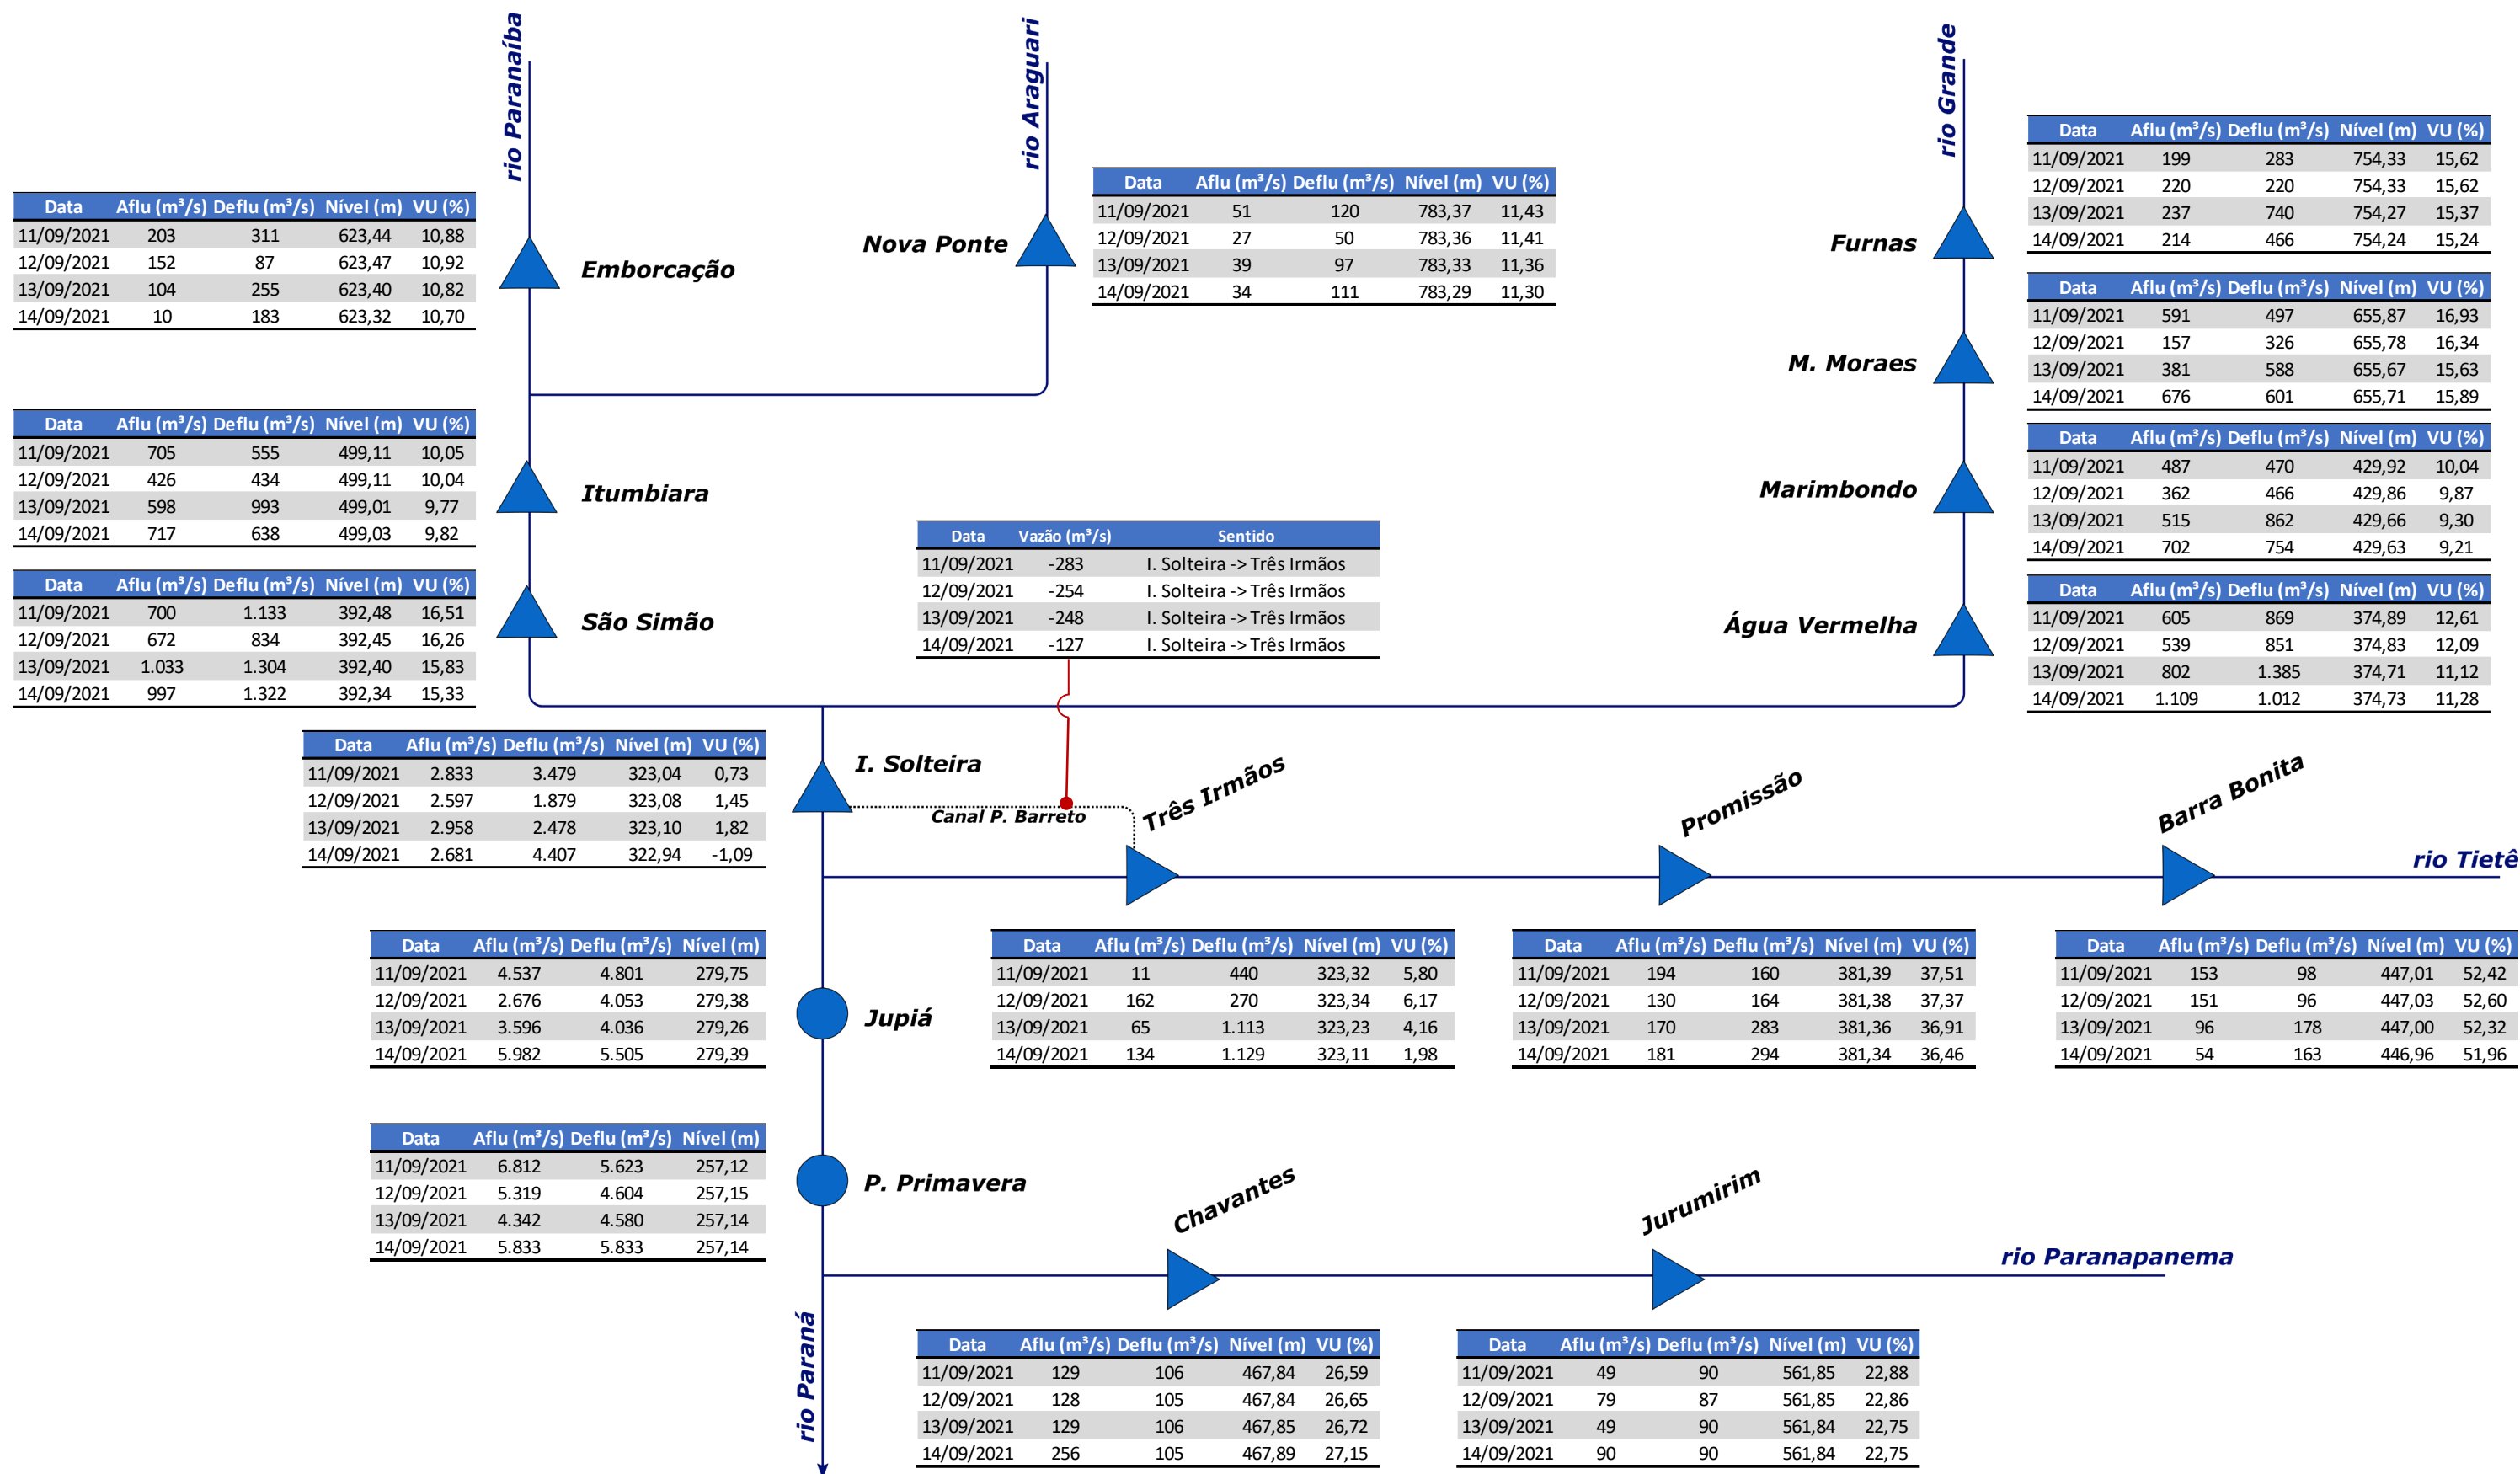 rio Paranaíba
rio Araguari
rio Grande
Data Aflu (m³/s) Deflu (m³/s) Nível (m) VU (%)
11/09/2021 203 311 623,44 10,88
12/09/2021 152 87 623,47 10,92
13/09/2021 104 255 623,40 10,82
14/09/2021 10 183 623,32 10,70
Emborcação
Nova Ponte
Data Aflu (m³/s) Deflu (m³/s) Nível (m) VU (%)
11/09/2021 51 120 783,37 11,43
12/09/2021 27 50 783,36 11,41
13/09/2021 39 97 783,33 11,36
14/09/2021 34 111 783,29 11,30
Furnas
Data Aflu (m³/s) Deflu (m³/s) Nível (m) VU (%)
11/09/2021 199 283 754,33 15,62
12/09/2021 220 220 754,33 15,62
13/09/2021 237 740 754,27 15,37
14/09/2021 214 466 754,24 15,24
M. Moraes
Data Aflu (m³/s) Deflu (m³/s) Nível (m) VU (%)
11/09/2021 591 497 655,87 16,93
12/09/2021 157 326 655,78 16,34
13/09/2021 381 588 655,67 15,63
14/09/2021 676 601 655,71 15,89
Data Aflu (m³/s) Deflu (m³/s) Nível (m) VU (%)
11/09/2021 705 555 499,11 10,05
12/09/2021 426 434 499,11 10,04
13/09/2021 598 993 499,01 9,77
14/09/2021 717 638 499,03 9,82
Itumbiara
Marimbondo
Data Aflu (m³/s) Deflu (m³/s) Nível (m) VU (%)
11/09/2021 487 470 429,92 10,04
12/09/2021 362 466 429,86 9,87
13/09/2021 515 862 429,66 9,30
14/09/2021 702 754 429,63 9,21
Data Vazão (m³/s) Sentido
11/09/2021 -283 I. Solteira -> Três Irmãos
12/09/2021 -254 I. Solteira -> Três Irmãos
13/09/2021 -248 I. Solteira -> Três Irmãos
14/09/2021 -127 I. Solteira -> Três Irmãos
Data Aflu (m³/s) Deflu (m³/s) Nível (m) VU (%)
11/09/2021 700 1.133 392,48 16,51
12/09/2021 672 834 392,45 16,26
13/09/2021 1.033 1.304 392,40 15,83
14/09/2021 997 1.322 392,34 15,33
São Simão
Água Vermelha
Data Aflu (m³/s) Deflu (m³/s) Nível (m) VU (%)
11/09/2021 605 869 374,89 12,61
12/09/2021 539 851 374,83 12,09
13/09/2021 802 1.385 374,71 11,12
14/09/2021 1.109 1.012 374,73 11,28
Data Aflu (m³/s) Deflu (m³/s) Nível (m) VU (%)
11/09/2021 2.833 3.479 323,04 0,73
12/09/2021 2.597 1.879 323,08 1,45
13/09/2021 2.958 2.478 323,10 1,82
14/09/2021 2.681 4.407 322,94 -1,09
I. Solteira
Canal P. Barreto
Três Irmãos
Promissão
Barra Bonita
rio Tietê
Data Aflu (m³/s) Deflu (m³/s) Nível (m)
11/09/2021 4.537 4.801 279,75
12/09/2021 2.676 4.053 279,38
13/09/2021 3.596 4.036 279,26
14/09/2021 5.982 5.505 279,39
Jupiá
Data Aflu (m³/s) Deflu (m³/s) Nível (m) VU (%)
11/09/2021 11 440 323,32 5,80
12/09/2021 162 270 323,34 6,17
13/09/2021 65 1.113 323,23 4,16
14/09/2021 134 1.129 323,11 1,98
Data Aflu (m³/s) Deflu (m³/s) Nível (m) VU (%)
11/09/2021 194 160 381,39 37,51
12/09/2021 130 164 381,38 37,37
13/09/2021 170 283 381,36 36,91
14/09/2021 181 294 381,34 36,46
Data Aflu (m³/s) Deflu (m³/s) Nível (m) VU (%)
11/09/2021 153 98 447,01 52,42
12/09/2021 151 96 447,03 52,60
13/09/2021 96 178 447,00 52,32
14/09/2021 54 163 446,96 51,96
Data Aflu (m³/s) Deflu (m³/s) Nível (m)
11/09/2021 6.812 5.623 257,12
12/09/2021 5.319 4.604 257,15
13/09/2021 4.342 4.580 257,14
14/09/2021 5.833 5.833 257,14
P. Primavera
Chavantes
Jurumirim
rio Paranapanema
rio Paraná
Data Aflu (m³/s) Deflu (m³/s) Nível (m) VU (%)
11/09/2021 129 106 467,84 26,59
12/09/2021 128 105 467,84 26,65
13/09/2021 129 106 467,85 26,72
14/09/2021 256 105 467,89 27,15
Data Aflu (m³/s) Deflu (m³/s) Nível (m) VU (%)
11/09/2021 49 90 561,85 22,88
12/09/2021 79 87 561,85 22,86
13/09/2021 49 90 561,84 22,75
14/09/2021 90 90 561,84 22,75